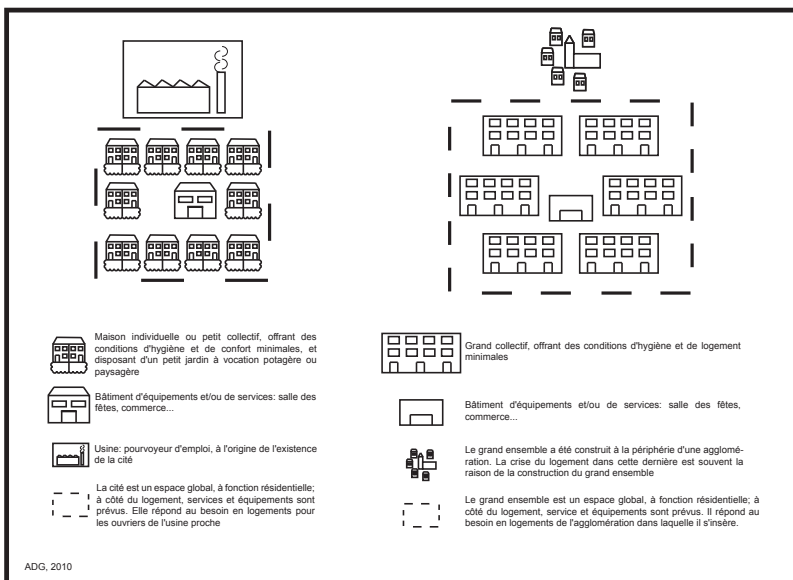 Maison individuelle ou petit collectif, offrant des
conditions d'hygiène et de confort minimales, et
disposant d'un petit jardin à vocation potagère ou
paysagère
Bâtiment d'équipements et/ou de services: salle des
fêtes, commerce...
Usine: pourvoyeur d'emploi, à l'origine de l'existence
de la cité
La cité est un espace global, à fonction résidentielle;
à côté du logement, services et équipements sont
prévus. Elle répond au besoin en logements pour
les ouvriers de l'usine proche
Grand collectif, offrant des conditions d'hygiène et de logement
minimales
Bâtiment d'équipements et/ou de services: salle des fêtes,
commerce...
Le grand ensemble a été construit à la périphérie d'une agglomé-
ration. La crise du logement dans cette dernière est souvent la
raison de la construction du grand ensemble
Le grand ensemble est un espace global, à fonction résidentielle; à
côté du logement, service et équipements sont prévus. Il répond au
besoin en logements de l'agglomération dans laquelle il s'insère.
ADG, 2010